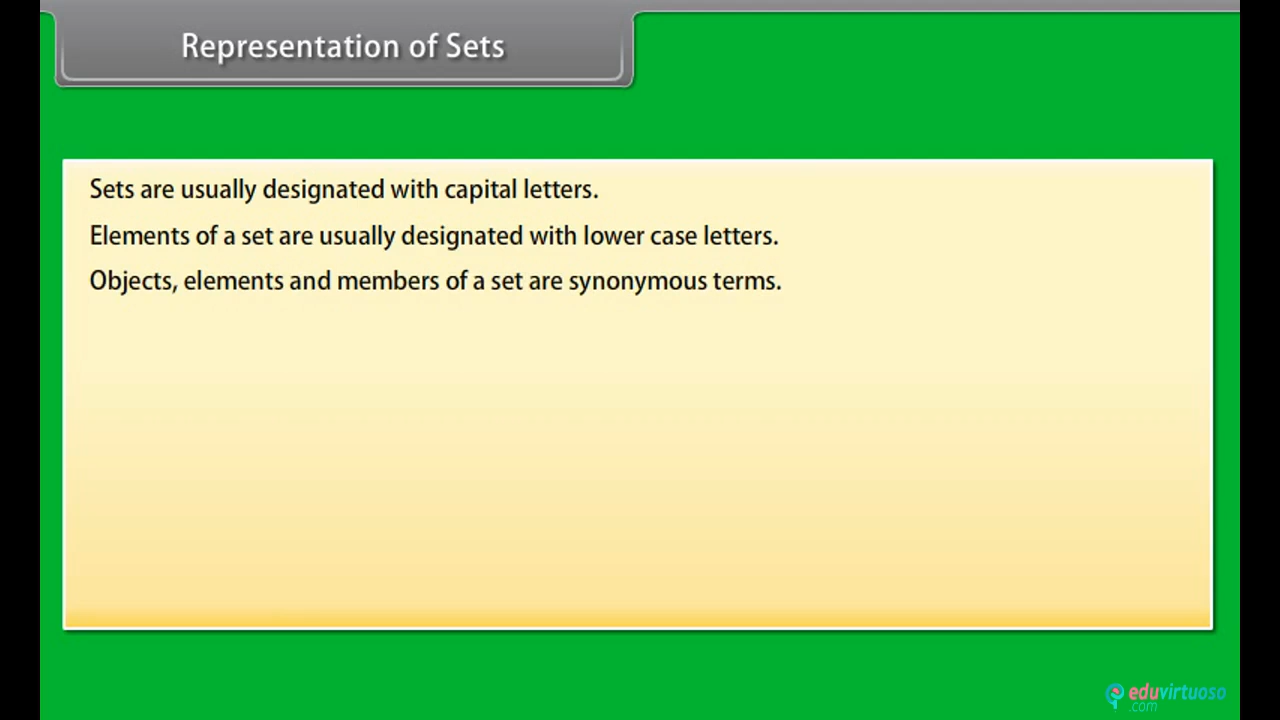 Representation of Sets
Sets are usually designated with capital letters.
Elements of a set are usually designated with lower case letters.
Objects, elements and members of a set are synonymous terms.
eduvirtuoso
.com